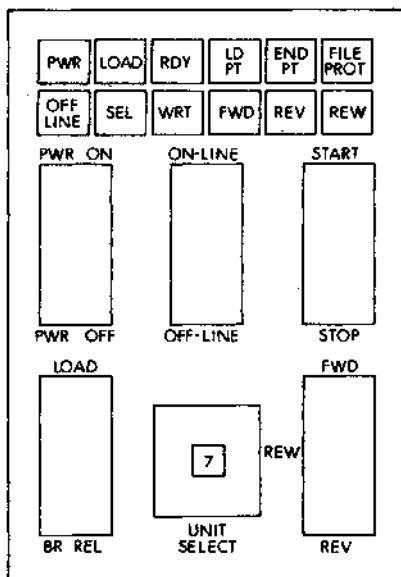 PWR LOAD RDY LD PT END PT FILE PROT
OFF LINE SEL WRT FWD REV REW
PWR ON ON-LINE START
PWR OFF OFF-LINE STOP
LOAD FWD
7 REW
UNIT SELECT
BR REL REV